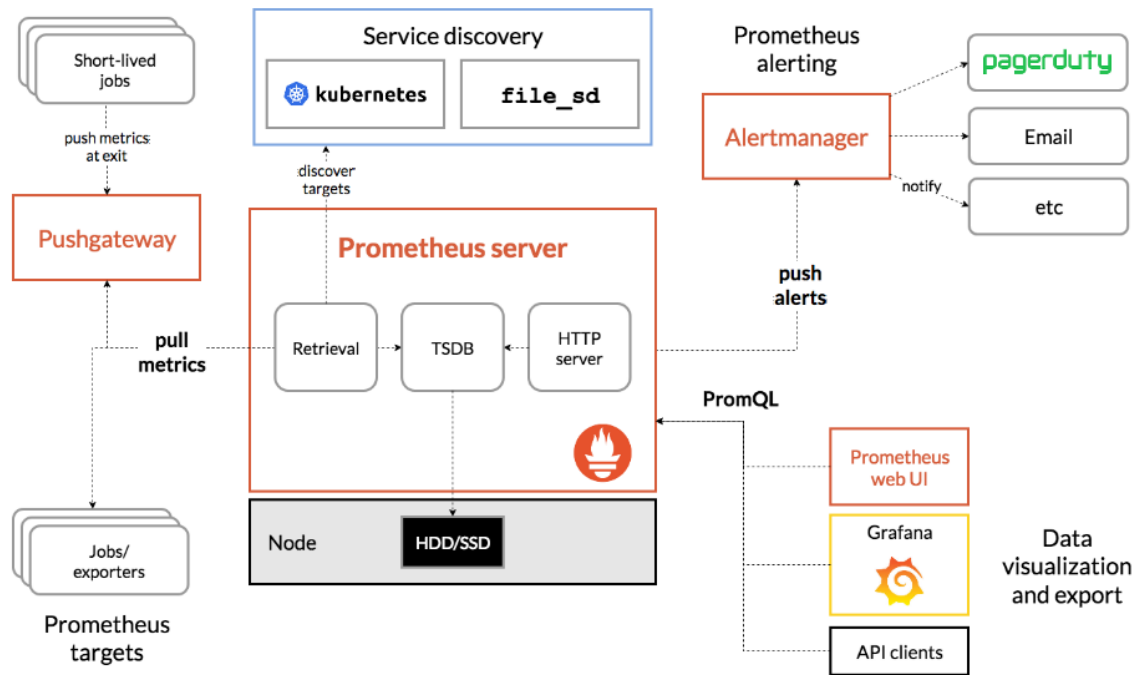 Short-lived
jobs
push metrics
at exit
Pushgateway
pull
metrics
Jobs/
exporters
Prometheus
targets
Service discovery
kubernetes
file_sd
discover
targets
Prometheus server
Retrieval
TSDB
HTTP
server
Node
HDD/SSD
Prometheus
alerting
Alertmanager
pagerduty
Email
notify
etc
push
alerts
PromQL
Prometheus
web UI
Grafana
API clients
Data
visualization
and export